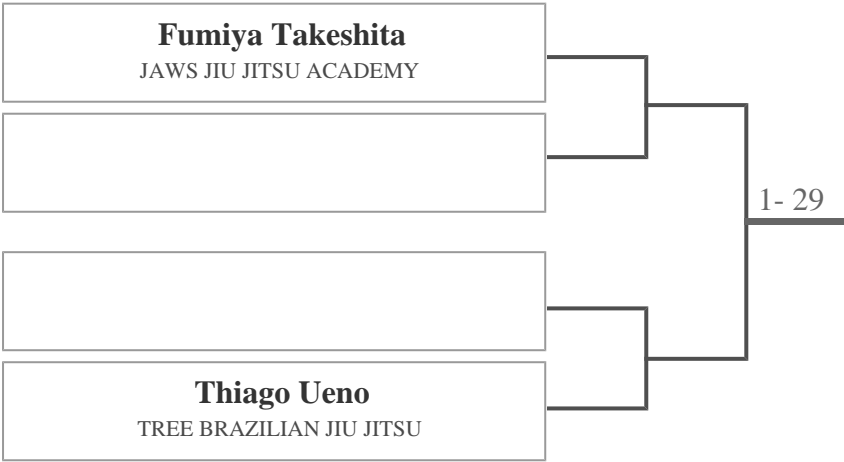 Fumiya Takeshita
JAWS JIU JITSU ACADEMY
1- 29
Thiago Ueno
TREE BRAZILIAN JIU JITSU